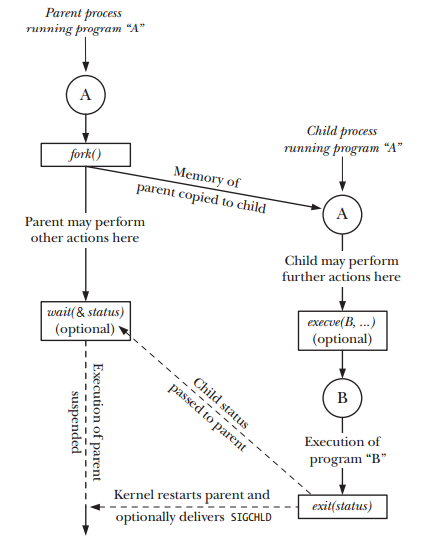 Parent process
running program “A”
A
fork()
Memory of
parent copied to child
Child process
running program “A”
A
Parent may perform
other actions here
Child may perform
further actions here
wait(& status)
(optional)
execve(B, ...)
(optional)
B
Execution of parent
suspended
Child status
passed to parent
Execution of
program “B”
Kernel restarts parent and
optionally delivers SIGCHLD
exit(status)